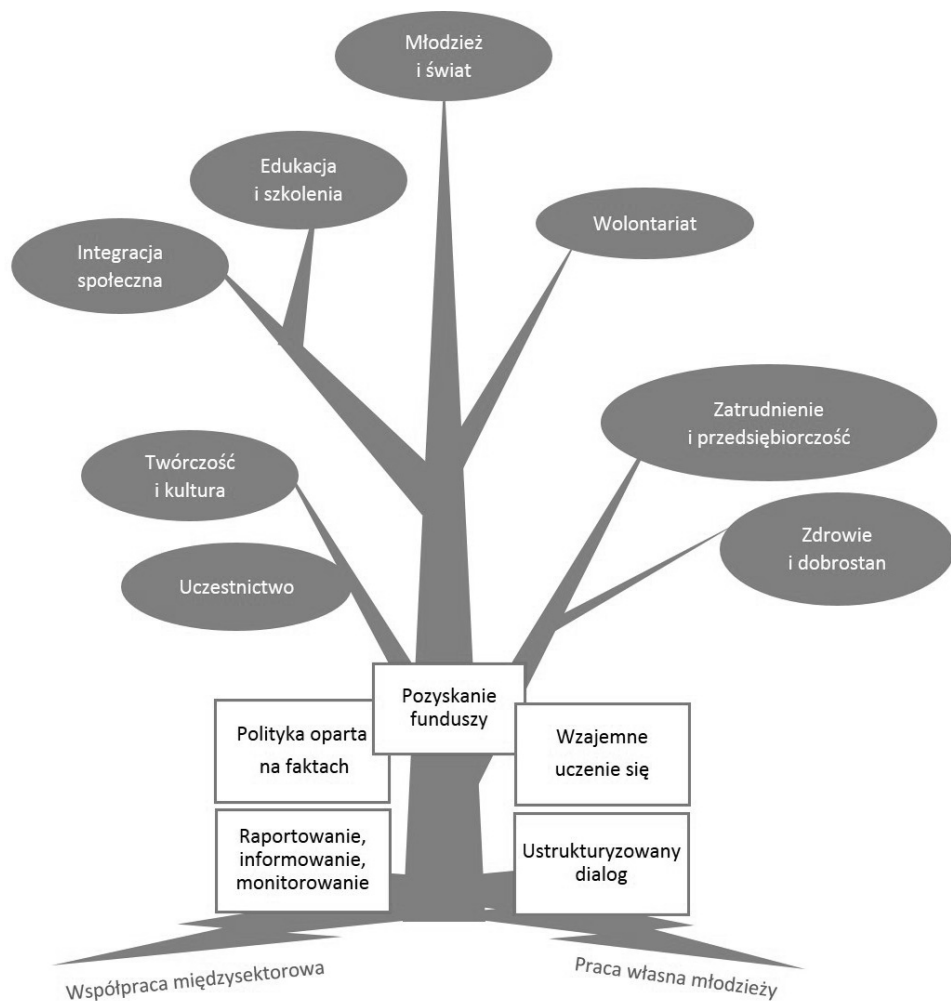 Młodzież
i świat
Edukacja
i szkolenia
Wolontariat
Integracja
społeczna
Zatrudnienie
i przedsiębiorczość
Twórczość
i kultura
Zdrowie
i dobrostan
Uczestnictwo
Pozyskanie
funduszy
Polityka oparta
na faktach
Wzajemne
uczenie się
Raportowanie,
informowanie,
monitorowanie
Ustrukturyzowany
dialog
Współpraca międzysektorowa
Praca własna młodzieży